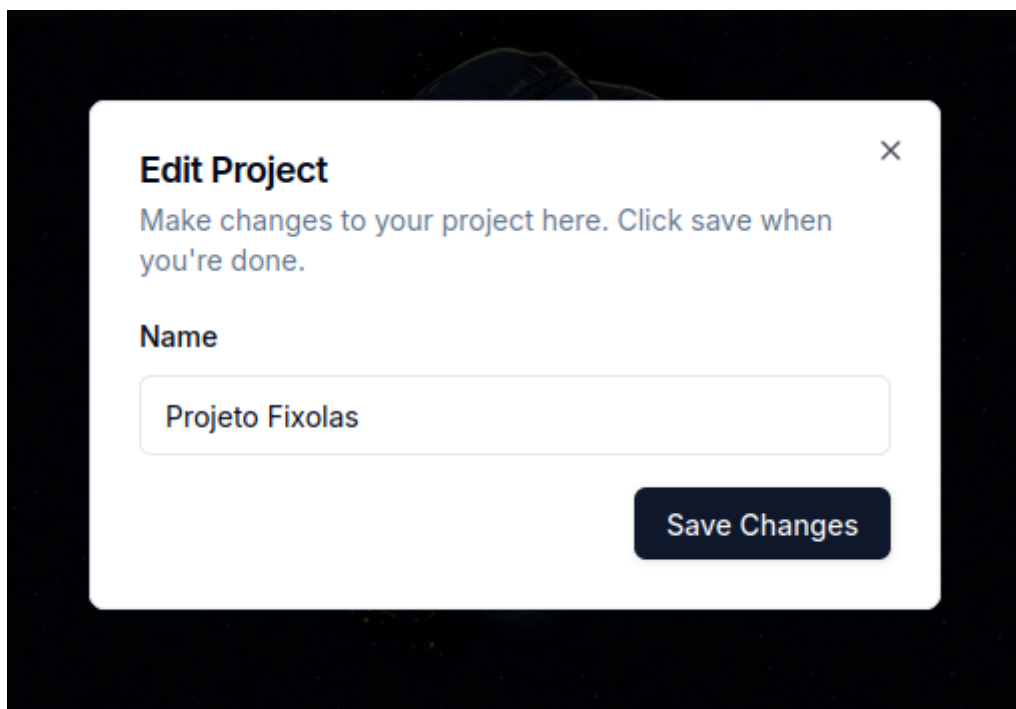 Edit Project
Make changes to your project here. Click save when
you're done.
Name
Projeto Fixolas
Save Changes